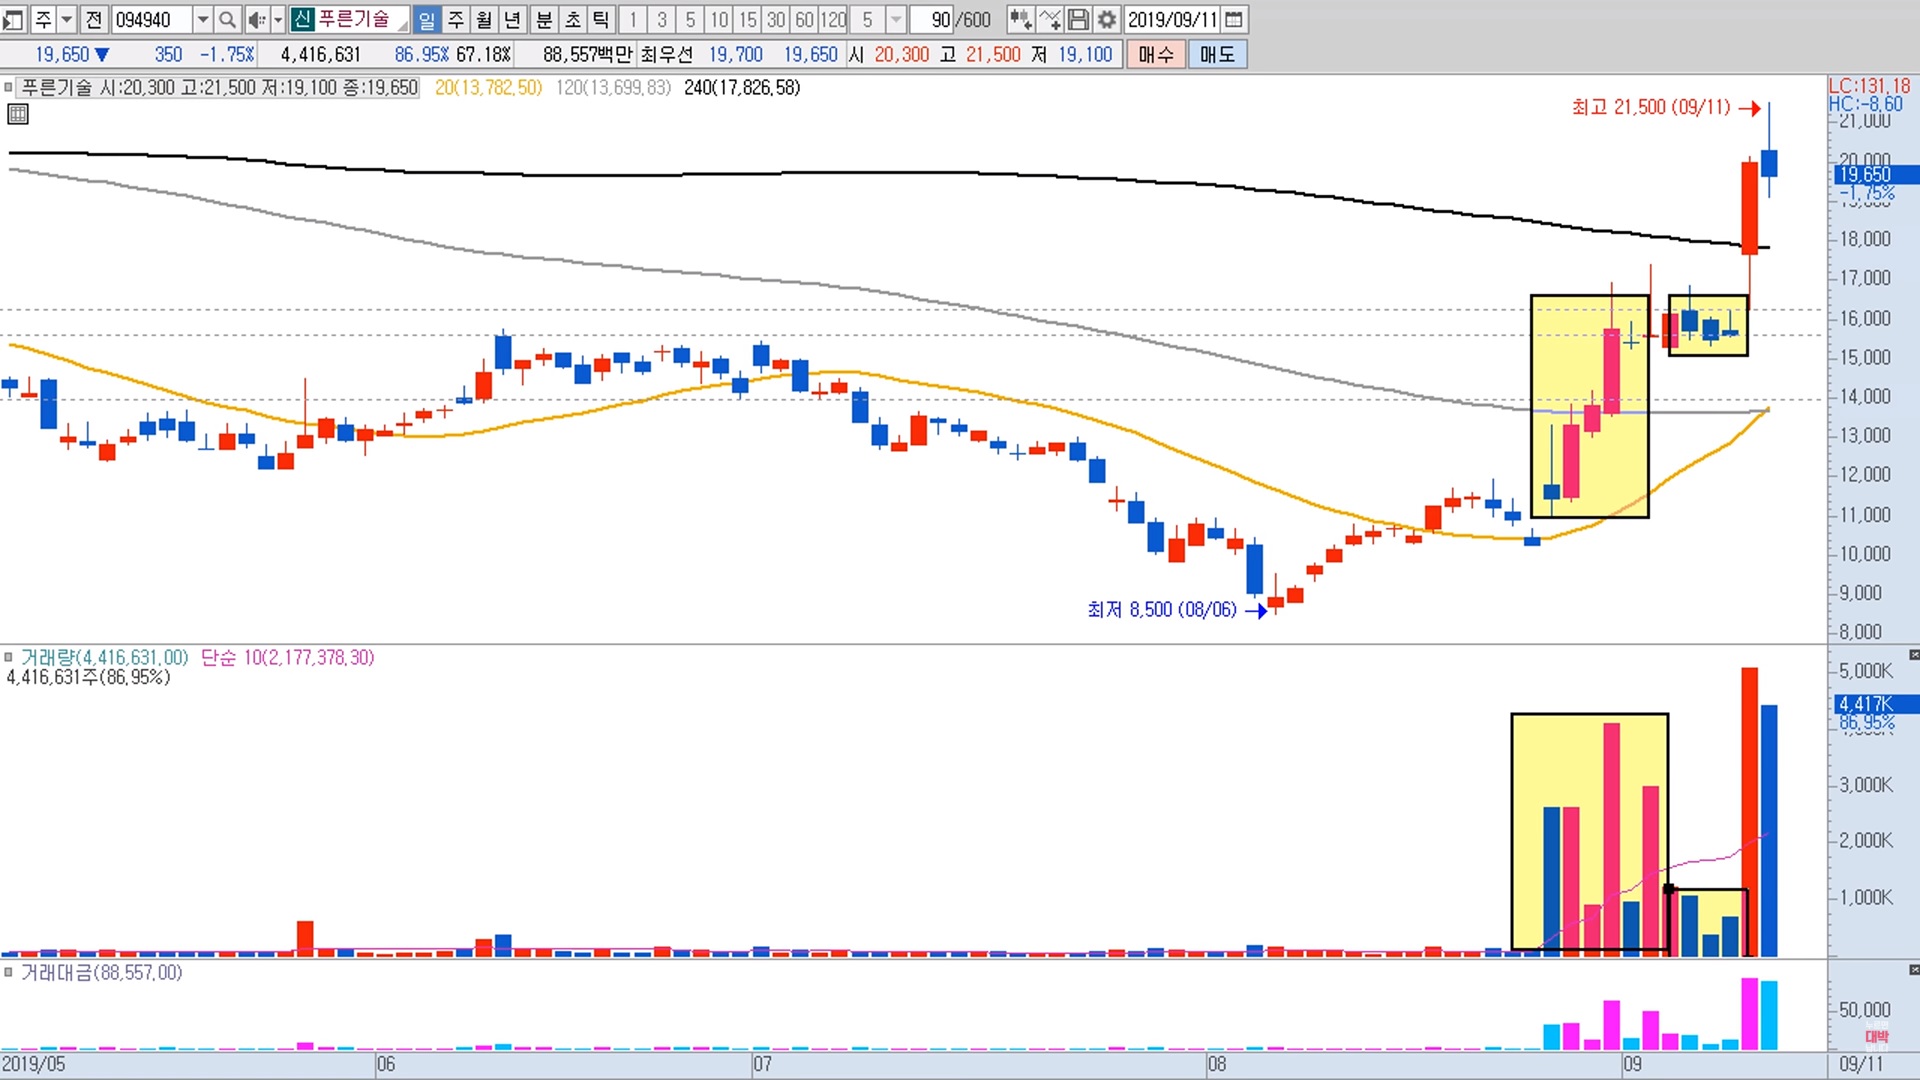 주 전 094940 신 푸른기술 일 주 월 년 분 초 틱 1 3 5 10 15 30 60 120 5 90 /600 2019/09/11
19,650 ▼ 350 -1.75% 4,416,631 86.95% 67.18% 88,557백만 최우선 19,700 19,650 시 20,300 고 21,500 저 19,100 매수 매도
푸른기술 시:20,300 고:21,500 저:19,100 종:19,650 20(13,782.50) 120(13,699.83) 240(17,826.58)
LC:131.18
HC:-8.60
최고 21,500 (09/11)
21,000
20,000
19,650
-1.75%
18,000
17,000
16,000
15,000
14,000
13,000
12,000
11,000
10,000
9,000
최저 8,500 (08/06)
8,000
거래량(4,416,631.00) 단순 10(2,177,378.30)
4,416,631주(86.95%)
5,000K
4,417K
86.95%
3,000K
2,000K
1,000K
거래대금(88,557.00)
50,000
대박
2019/05 06 07 08 09 09/11